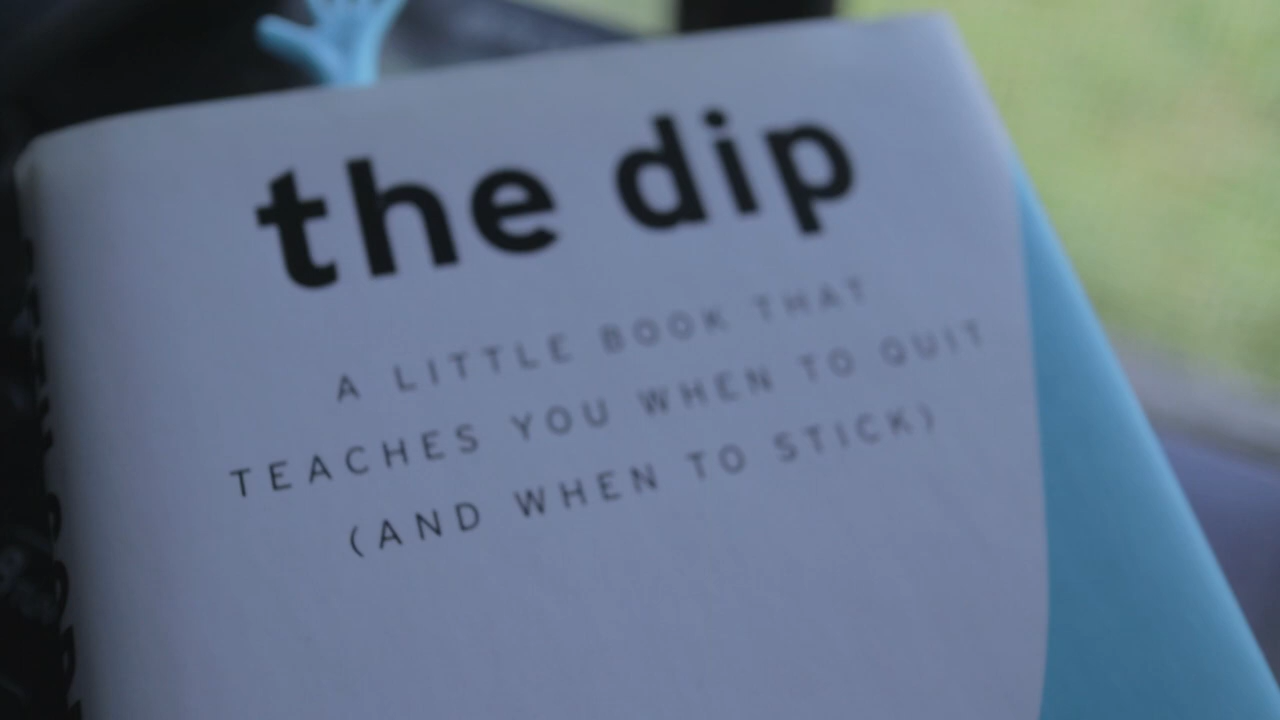 the dip
A LITTLE BOOK THAT
TEACHES YOU WHEN TO QUIT
(AND WHEN TO STICK)